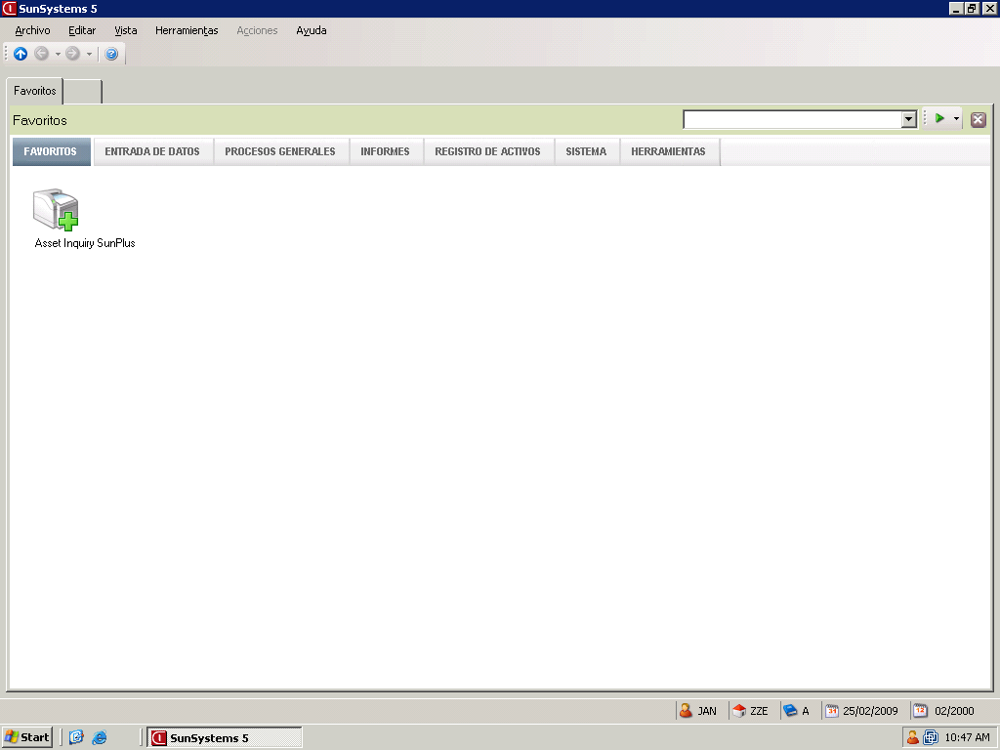 SunSystems 5
Archivo Editar Vista Herramientas Acciones Ayuda
Favoritos
Favoritos
FAVORITOS ENTRADA DE DATOS PROCESOS GENERALES INFORMES REGISTRO DE ACTIVOS SISTEMA HERRAMIENTAS
Asset Inquiry SunPlus
JAN ZZE A 31 25/02/2009 12 02/2000
Start SunSystems 5 10:47 AM